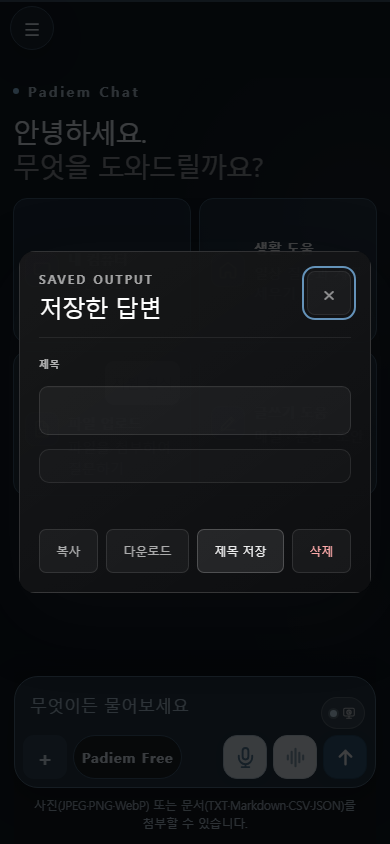 Padiem Chat
안녕하세요.
무엇을 도와드릴까요?
생활 도움
SAVED OUTPUT
저장한 답변
제목
복사
다운로드
제목 저장
삭제
무엇이든 물어보세요
Padiem Free
사진(JPEG·PNG·WebP) 또는 문서(TXT·Markdown·CSV·JSON)를
첨부할 수 있습니다.